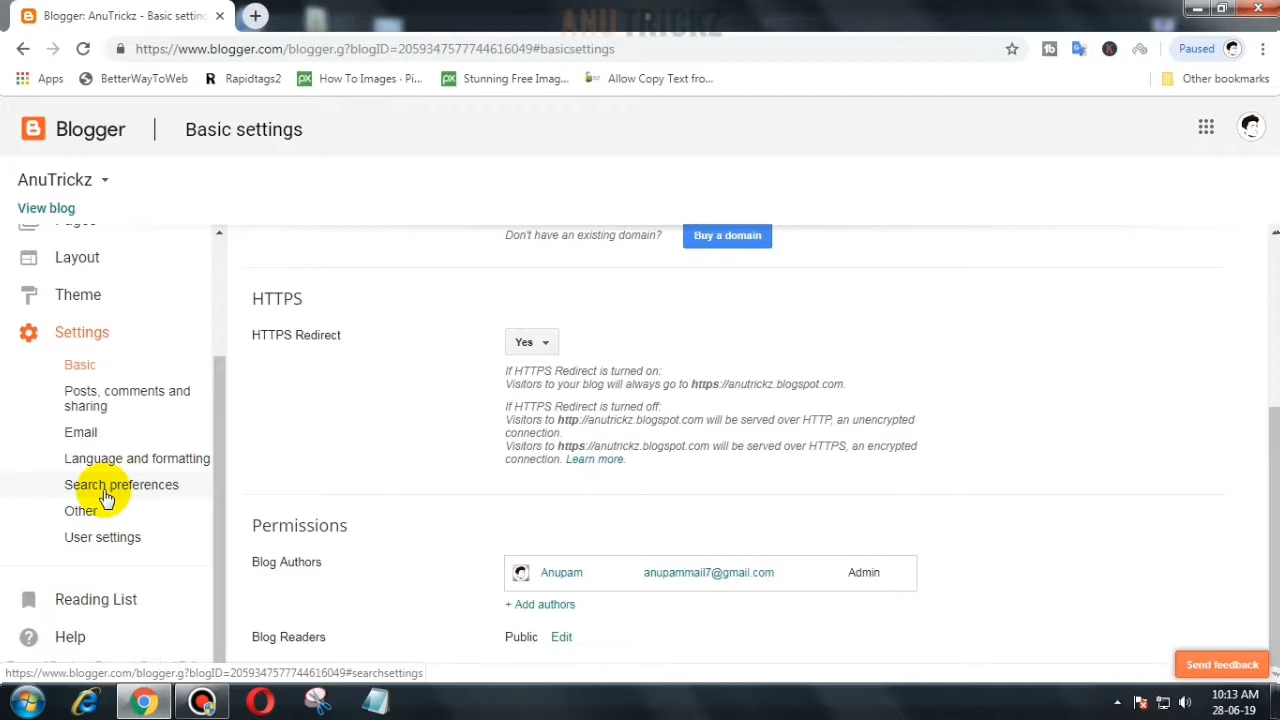 ANUTRICKZ
Blogger: AnuTrickz - Basic setting
https://www.blogger.com/blogger.g?blogID=2059347577744616049#basicsettings
Paused
Apps
BetterWayToWeb
Rapidtags2
How To Images · Pi...
Stunning Free Imag...
Allow Copy Text fro...
Other bookmarks
Blogger
Basic settings
AnuTrickz
View blog
Pages
Layout
Theme
Settings
Basic
Posts, comments and
sharing
Email
Language and formatting
Search preferences
Other
User settings
Reading List
Help
Don't have an existing domain?
Buy a domain
HTTPS
HTTPS Redirect
Yes
If HTTPS Redirect is turned on:
Visitors to your blog will always go to https://anutrickz.blogspot.com.
If HTTPS Redirect is turned off:
Visitors to http://anutrickz.blogspot.com will be served over HTTP, an unencrypted
connection.
Visitors to https://anutrickz.blogspot.com will be served over HTTPS, an encrypted
connection. Learn more.
Permissions
Blog Authors
Anupam
anupammail7@gmail.com
Admin
+ Add authors
Blog Readers
Public
Edit
Send feedback
https://www.blogger.com/blogger.g?blogID=2059347577744616049#searchsettings
10:13 AM
28-06-19